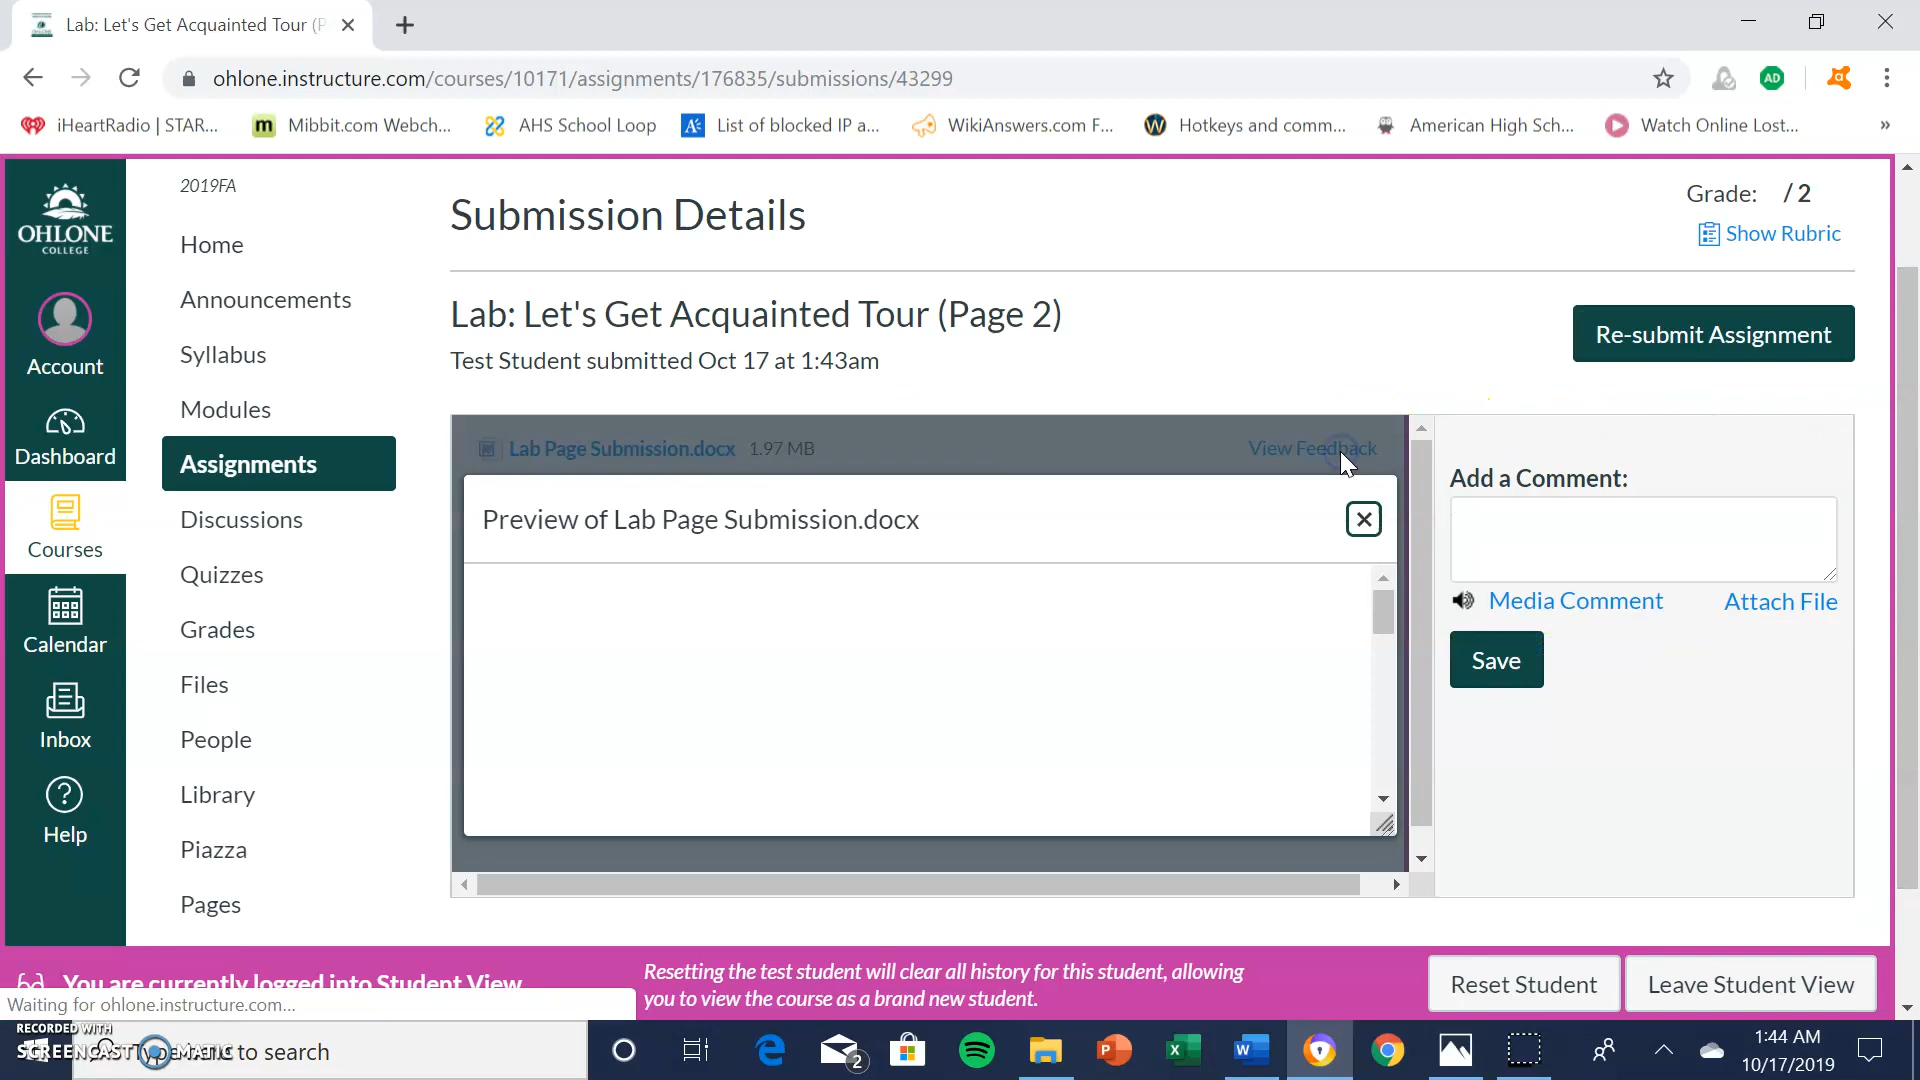 Lab: Let's Get Acquainted Tour (P
ohlone.instructure.com/courses/10171/assignments/176835/submissions/43299
iHeartRadio | STAR...
m Mibbit.com Webch...
AHS School Loop
List of blocked IP a...
WikiAnswers.com F...
Hotkeys and comm...
American High Sch...
Watch Online Lost...
»
OHLONE
COLLEGE
Account
Dashboard
Courses
Calendar
Inbox
Help
2019FA
Home
Announcements
Syllabus
Modules
Assignments
Discussions
Quizzes
Grades
Files
People
Library
Piazza
Pages
Submission Details
Grade: / 2
Show Rubric
Lab: Let's Get Acquainted Tour (Page 2)
Test Student submitted Oct 17 at 1:43am
Re-submit Assignment
Lab Page Submission.docx 1.97 MB View Feedback
Preview of Lab Page Submission.docx
Add a Comment:
Media Comment Attach File
Save
You are currently logged into Student View
Resetting the test student will clear all history for this student, allowing
you to view the course as a brand new student.
Reset Student
Leave Student View
Waiting for ohlone.instructure.com...
RECORDED WITH
SCREENCAST MATIC
to search
2
1:44 AM
10/17/2019